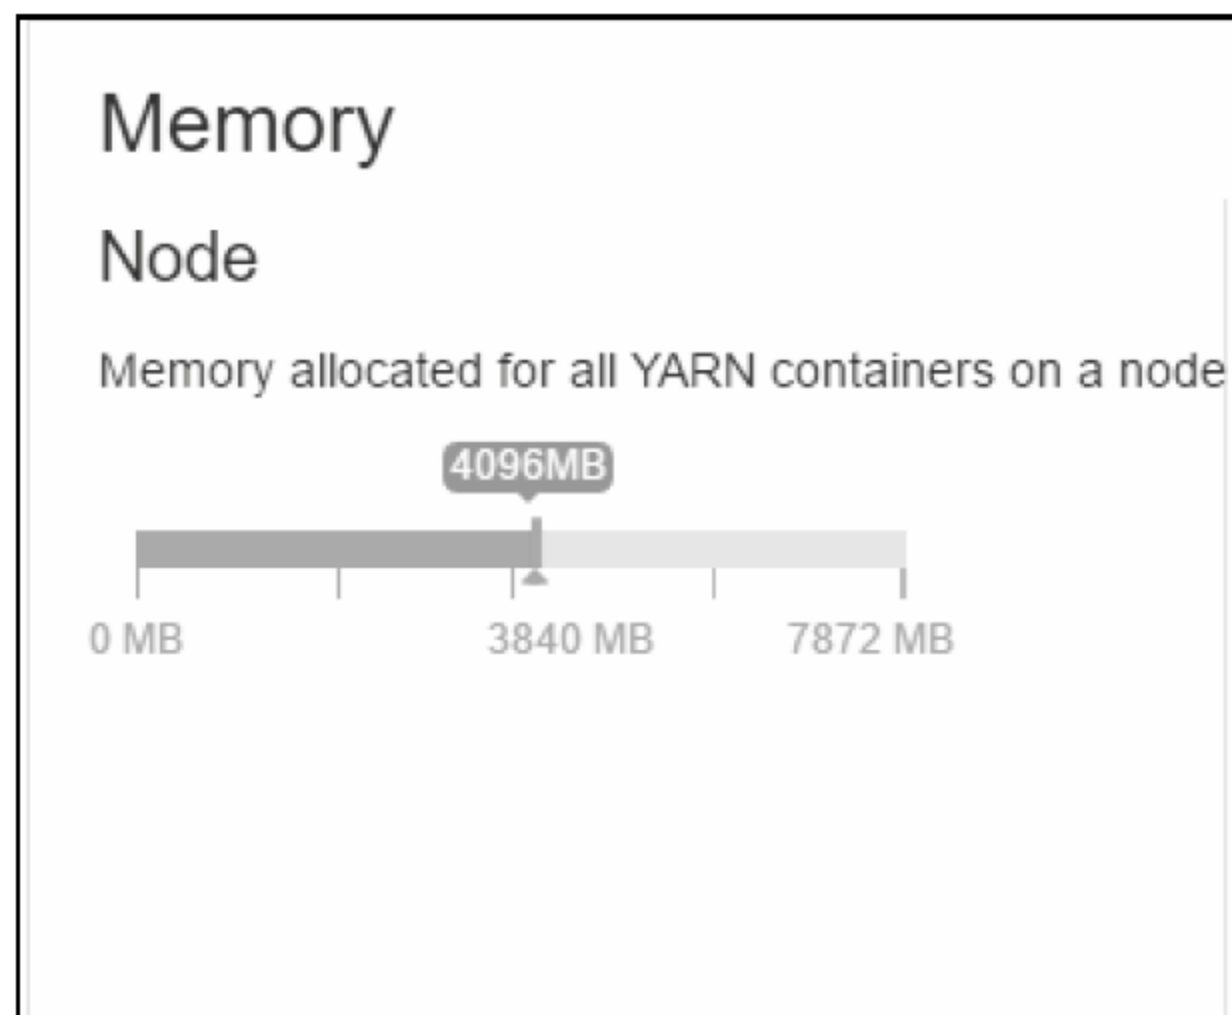 Memory
Node
Memory allocated for all YARN containers on a node
4096MB
0 MB 3840 MB 7872 MB